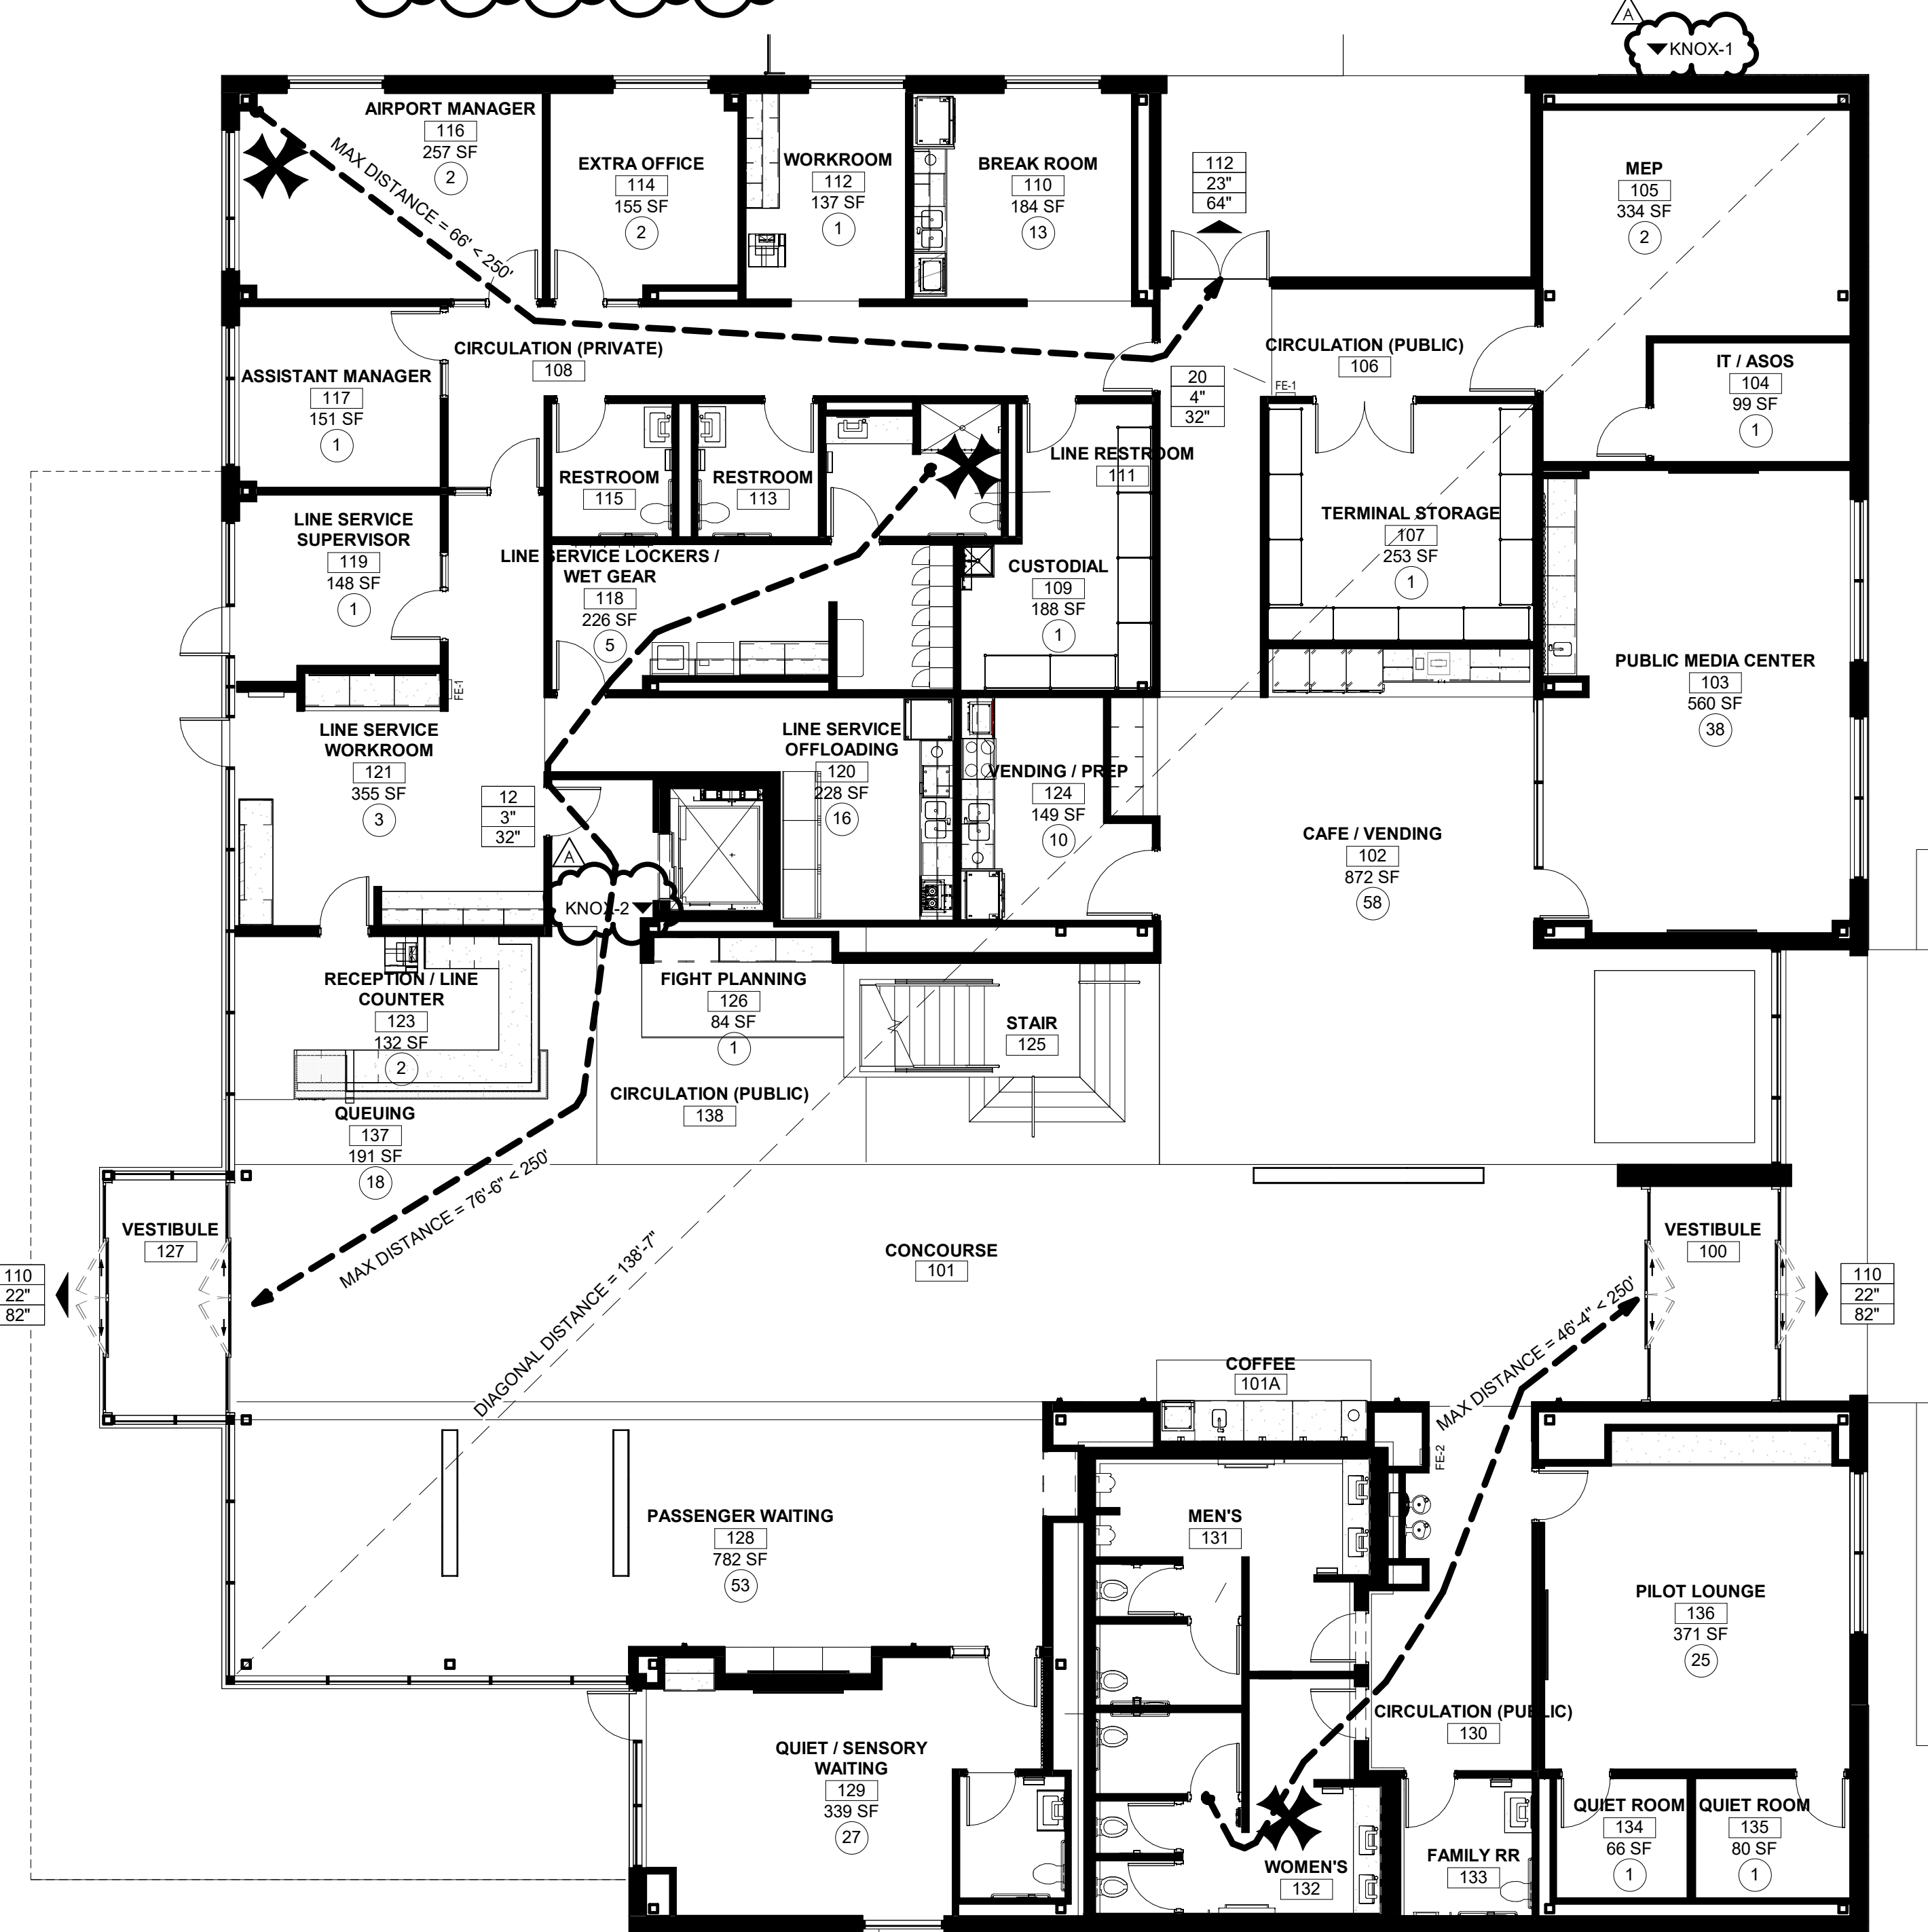 A
KNOX-1
AIRPORT MANAGER
116
257 SF
2
MAX DISTANCE = 66' < 250'
EXTRA OFFICE
114
155 SF
2
WORKROOM
112
137 SF
1
BREAK ROOM
110
184 SF
13
112
23"
64"
MEP
105
334 SF
2
CIRCULATION (PRIVATE)
108
CIRCULATION (PUBLIC)
106
IT / ASOS
104
99 SF
1
ASSISTANT MANAGER
117
151 SF
1
20
4"
32"
FE-1
RESTROOM
115
RESTROOM
113
LINE RESTROOM
111
TERMINAL STORAGE
107
253 SF
1
LINE SERVICE
SUPERVISOR
119
148 SF
1
LINE SERVICE LOCKERS /
WET GEAR
118
226 SF
5
CUSTODIAL
109
188 SF
1
PUBLIC MEDIA CENTER
103
560 SF
38
FE-1
LINE SERVICE
WORKROOM
121
355 SF
3
LINE SERVICE
OFFLOADING
120
228 SF
16
VENDING / PREP
124
149 SF
10
12
3"
32"
CAFE / VENDING
102
872 SF
58
A
KNOX-2
RECEPTION / LINE
COUNTER
123
132 SF
2
FIGHT PLANNING
126
84 SF
1
STAIR
125
CIRCULATION (PUBLIC)
138
QUEUING
137
191 SF
18
MAX DISTANCE = 76'-6" < 250'
VESTIBULE
127
110
22"
82"
CONCOURSE
101
VESTIBULE
100
110
22"
82"
DIAGONAL DISTANCE = 138'-7"
MAX DISTANCE = 46'-4" < 250'
COFFEE
101A
FE-2
PASSENGER WAITING
128
782 SF
53
MEN'S
131
PILOT LOUNGE
136
371 SF
25
CIRCULATION (PUBLIC)
130
QUIET / SENSORY
WAITING
129
339 SF
27
WOMEN'S
132
FAMILY RR
133
QUIET ROOM
134
66 SF
1
QUIET ROOM
135
80 SF
1